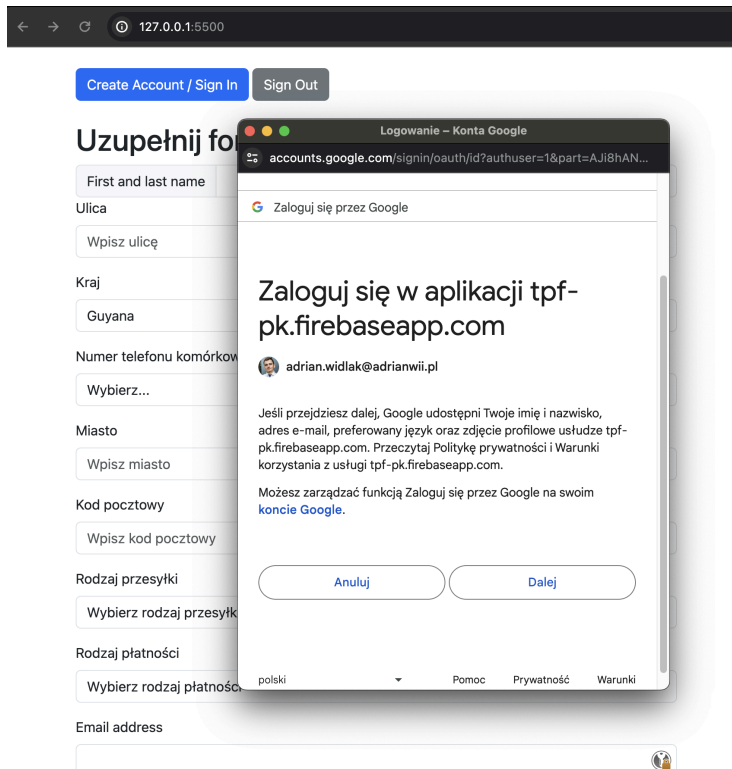 127.0.0.1:5500
Create Account / Sign In
Sign Out
Uzupełnij for
First and last name
Ulica
Wpisz ulicę
Kraj
Guyana
Numer telefonu komórkow
Wybierz...
Miasto
Wpisz miasto
Kod pocztowy
Wpisz kod pocztowy
Rodzaj przesyłki
Wybierz rodzaj przesyłk
Rodzaj płatności
Wybierz rodzaj płatności
Email address
Logowanie – Konta Google
accounts.google.com/signin/oauth/id?authuser=1&part=AJi8hAN...
Zaloguj się przez Google
Zaloguj się w aplikacji tpf-
pk.firebaseapp.com
adrian.widlak@adrianwii.pl
Jeśli przejdziesz dalej, Google udostępni Twoje imię i nazwisko,
adres e-mail, preferowany język oraz zdjęcie profilowe usłudze tpf-
pk.firebaseapp.com. Przeczytaj Politykę prywatności i Warunki
korzystania z usługi tpf-pk.firebaseapp.com.
Możesz zarządzać funkcją Zaloguj się przez Google na swoim
koncie Google.
Anuluj
Dalej
polski
Pomoc
Prywatność
Warunki